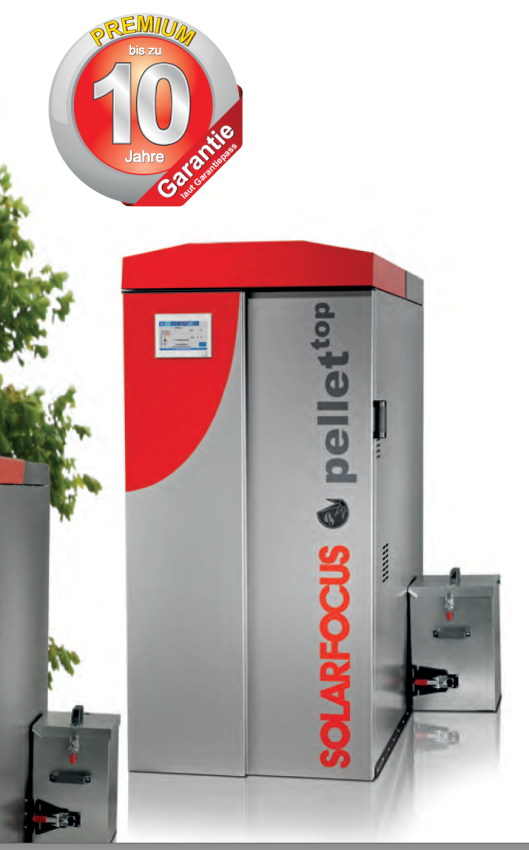 PREMIUM
bis zu
10
Jahre
Garantie
laut Garantiepass
pellet top
SOLARFOCUS